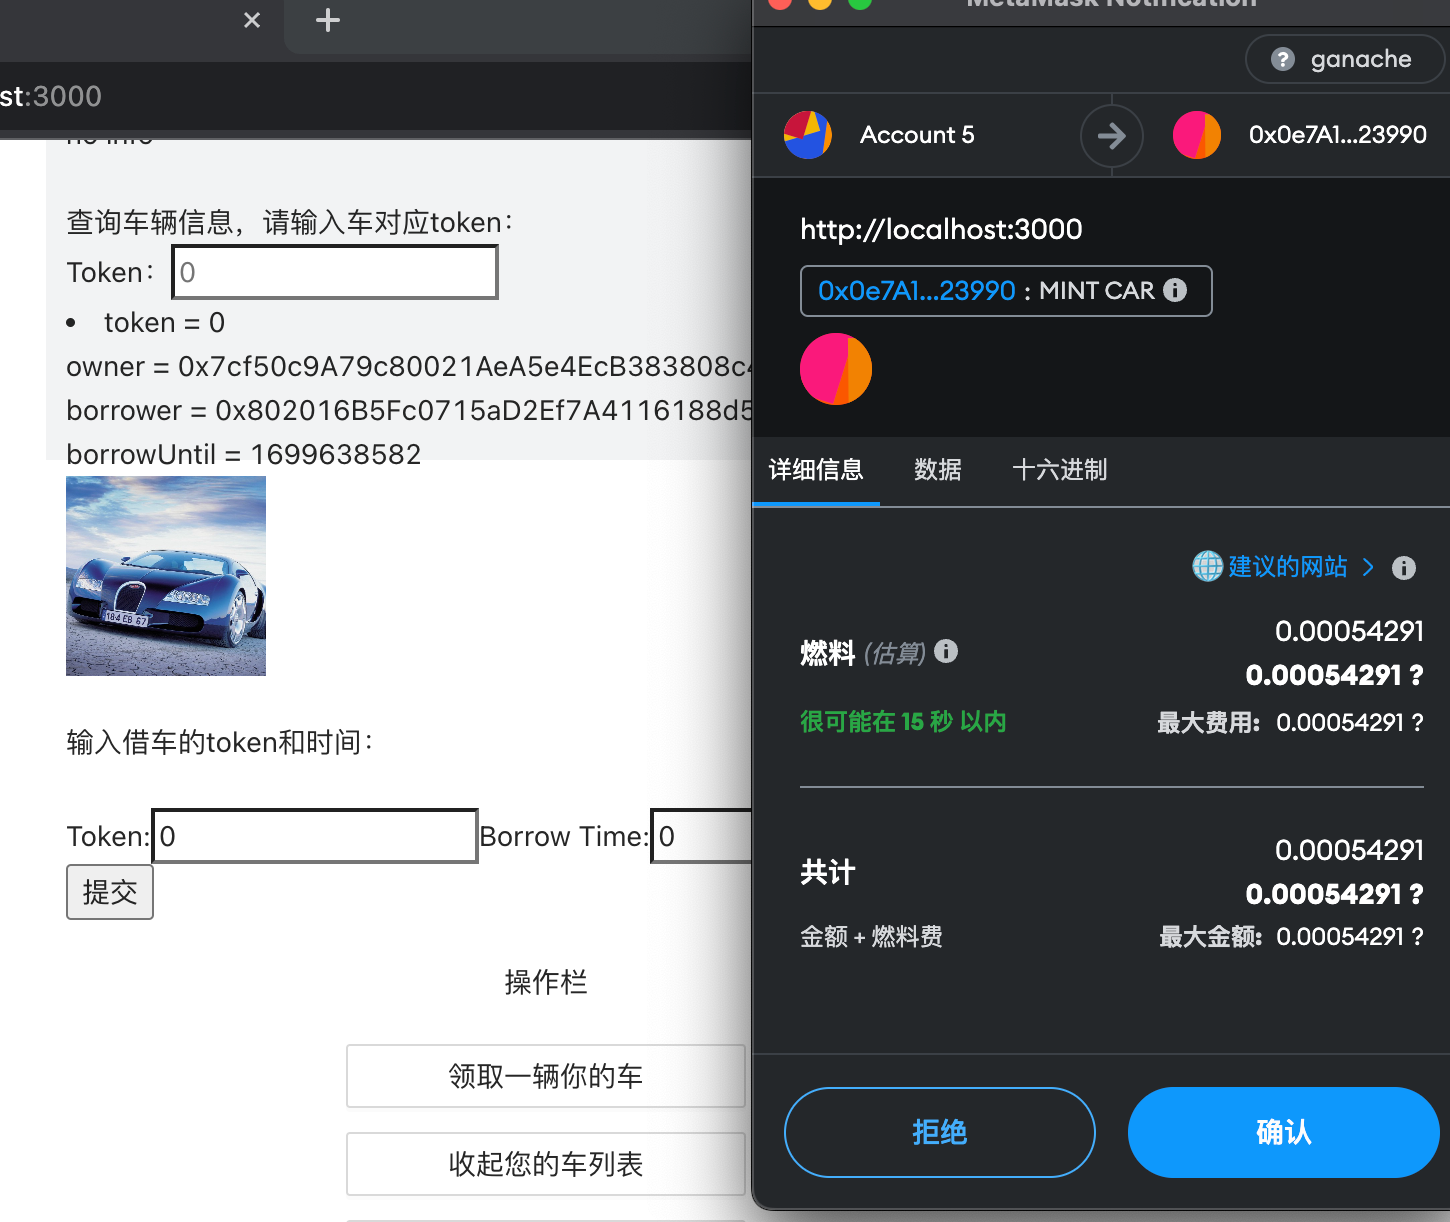 st:3000
no info
查询车辆信息，请输入车对应token：
Token： 0
• token = 0
owner = 0x7cf50c9A79c80021AeA5e4EcB383808c4
borrower = 0x802016B5Fc0715aD2Ef7A4116188d5
borrowUntil = 1699638582
184 EB 67
输入借车的token和时间：
Token: 0 Borrow Time: 0
提交
操作栏
领取一辆你的车
收起您的车列表
MetaMask Notification
? ganache
Account 5 0x0e7A1...23990
http://localhost:3000
0x0e7A1...23990 : MINT CAR
详细信息 数据 十六进制
建议的网站 >
0.00054291
燃料 (估算) 0.00054291 ?
很可能在 15 秒 以内 最大费用: 0.00054291 ?
0.00054291
共计 0.00054291 ?
金额 + 燃料费 最大金额: 0.00054291 ?
拒绝 确认